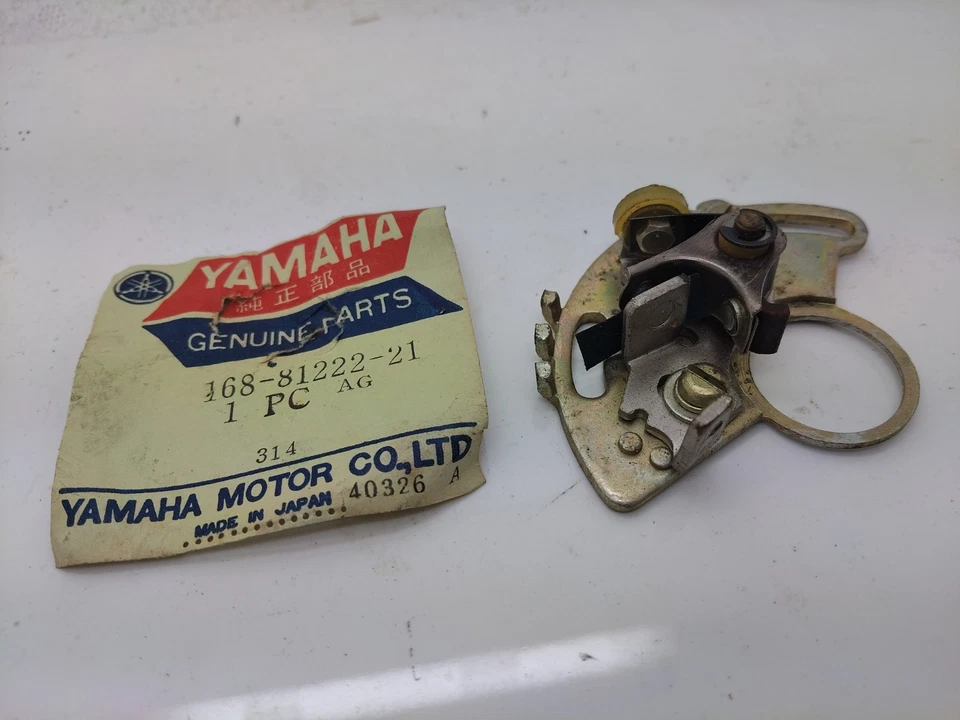 YAMAHA
純正部品
GENUINE PARTS
168-81222-21
1 PC AG
314
YAMAHA MOTOR CO.,LTD
MADE IN JAPAN 40326 A